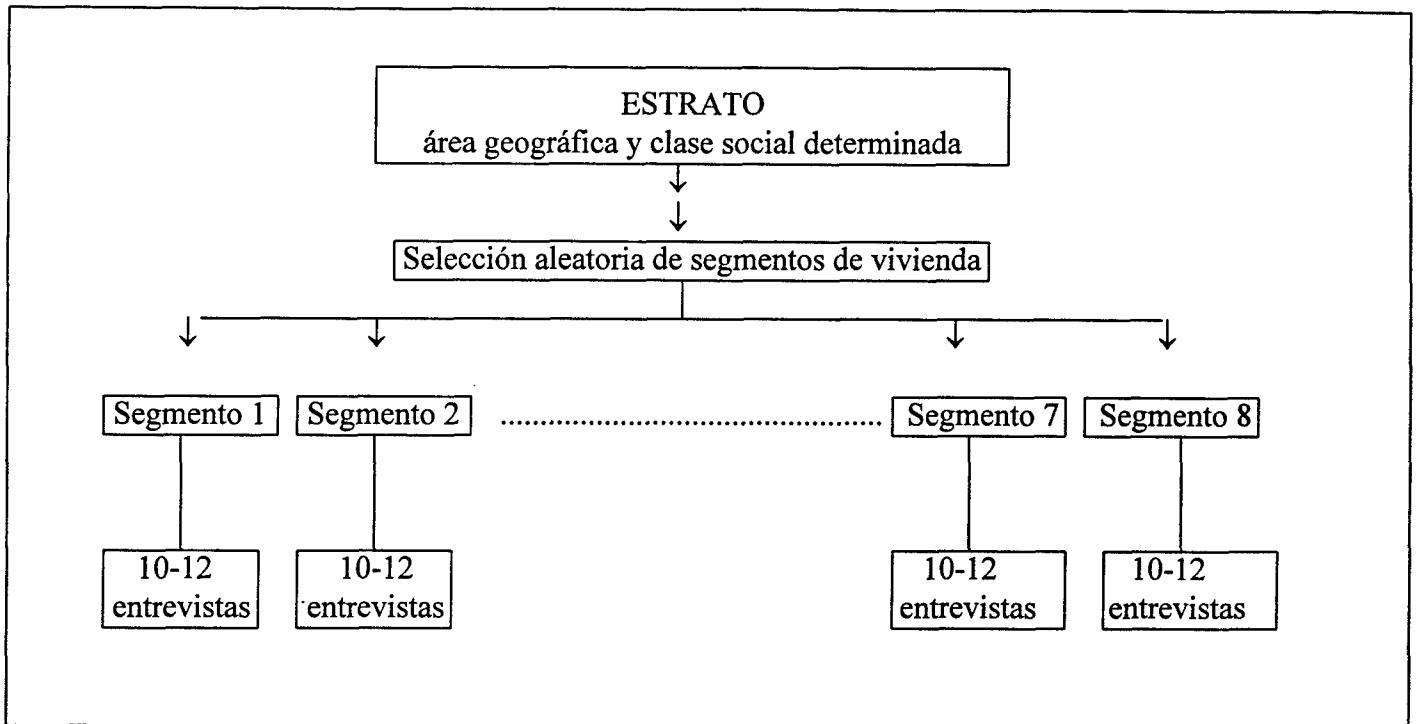 ESTRATO
área geográfica y clase social determinada
Selección aleatoria de segmentos de vivienda
Segmento 1
Segmento 2
............................................
Segmento 7
Segmento 8
10-12
entrevistas
10-12
entrevistas
10-12
entrevistas
10-12
entrevistas